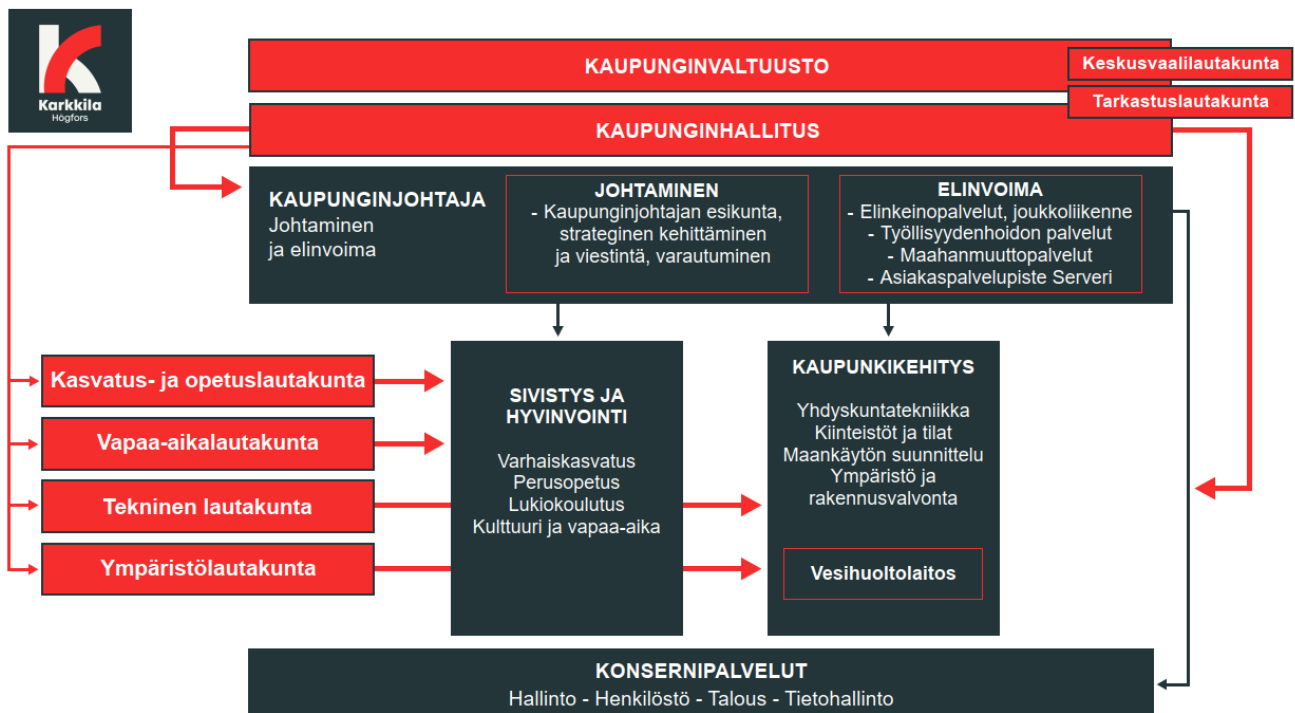 Karkkila
Högfors
KAUPUNGINVALTUUSTO
Keskusvaalilautakunta
Tarkastuslautakunta
KAUPUNGINHALLITUS
KAUPUNGINJOHTAJA
Johtaminen
ja elinvoima
JOHTAMINEN
- Kaupunginjohtajan esikunta,
strateginen kehittäminen
ja viestintä, varautuminen
ELINVOIMA
- Elinkeinopalvelut, joukkoliikenne
- Työllisyydenhoidon palvelut
- Maahanmuuttopalvelut
- Asiakaspalvelupiste Serveri
Kasvatus- ja opetuslautakunta
Vapaa-aikalautakunta
Tekninen lautakunta
Ympäristölautakunta
SIVISTYS JA
HYVINVOINTI
Varhaiskasvatus
Perusopetus
Lukiokoulutus
Kulttuuri ja vapaa-aika
KAUPUNKIKEHITYS
Yhdyskuntatekniikka
Kiinteistöt ja tilat
Maankäytön suunnittelu
Ympäristö ja
rakennusvalvonta
Vesihuoltolaitos
KONSERNIPALVELUT
Hallinto - Henkilöstö - Talous - Tietohallinto